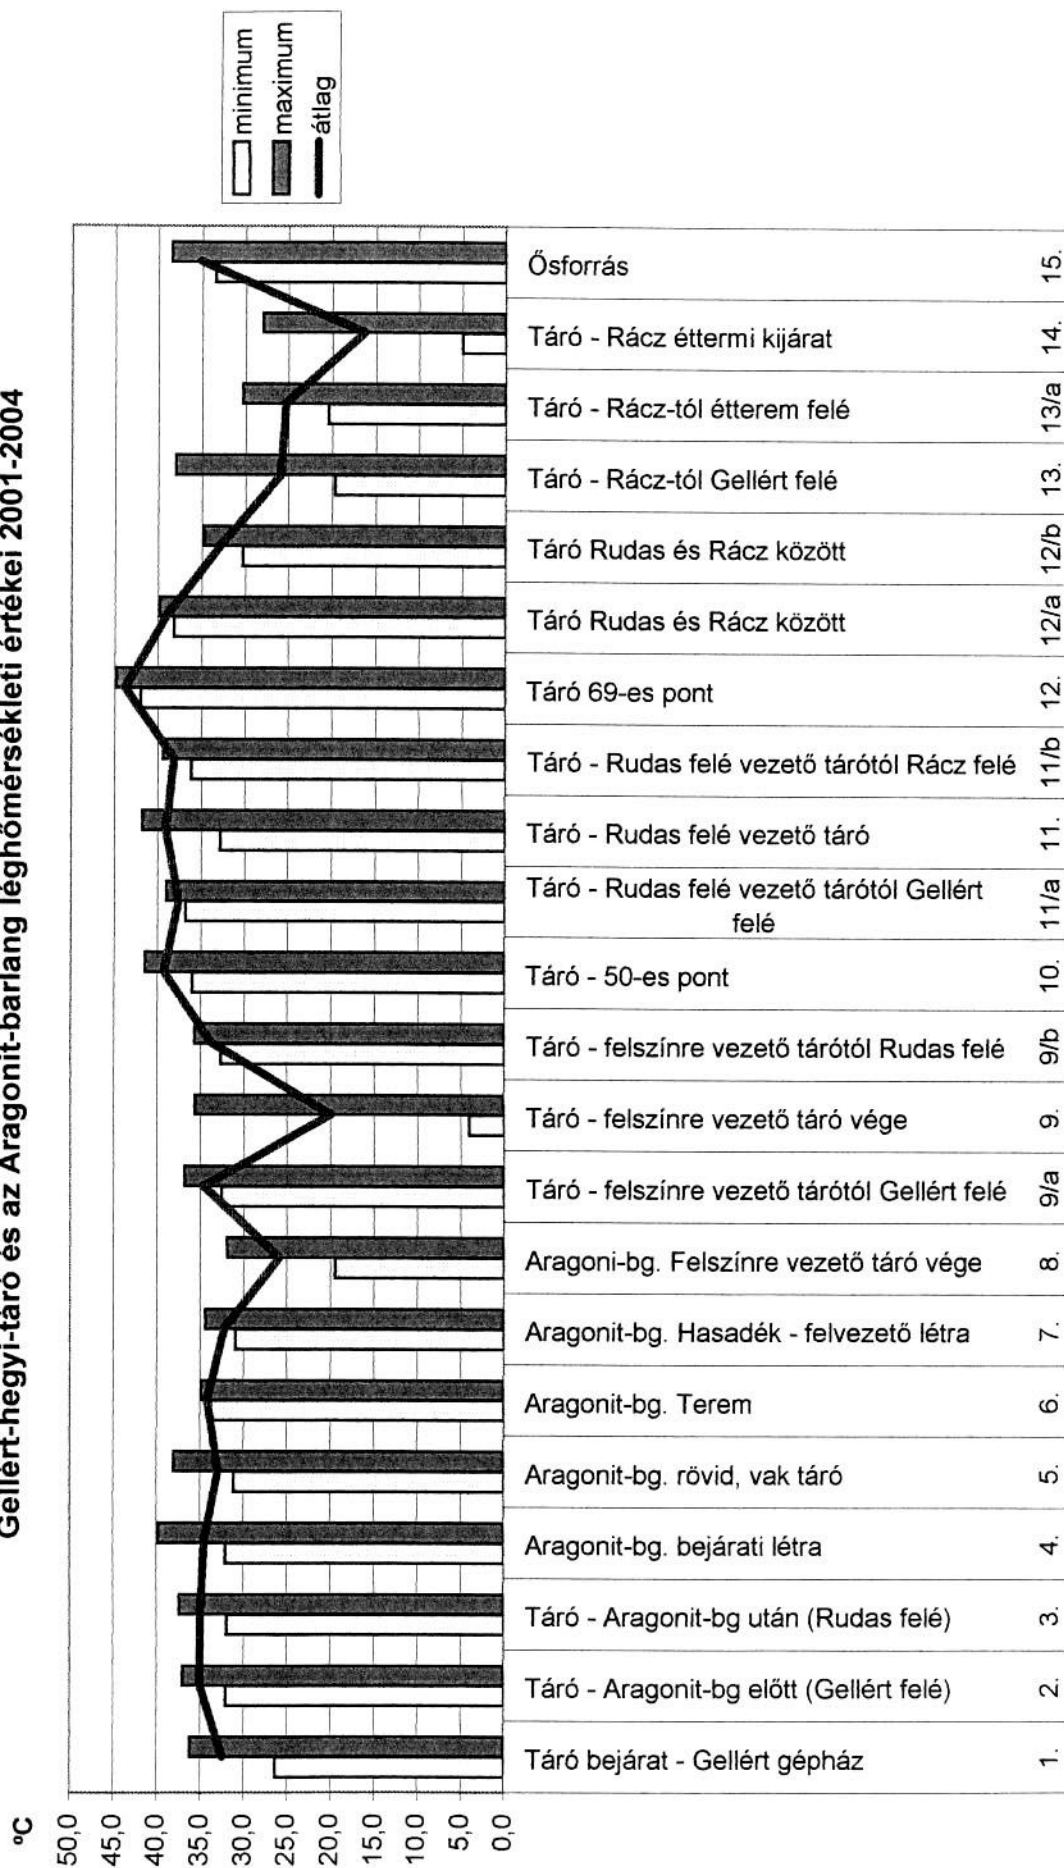 Gellért-hegyi-táró és az Aragonit-barlang léghőmérsékleti értékei 2001-2004
ºC
50,0
45,0
40,0
35,0
30,0
25,0
20,0
15,0
10,0
5,0
0,0
minimum
maximum
átlag
Ősforrás 15.
Táró - Rácz éttermi kijárat 14.
Táró - Rácz-tól étterem felé 13/a
Táró - Rácz-tól Gellért felé 13.
Táró Rudas és Rácz között 12/b
Táró Rudas és Rácz között 12/a
Táró 69-es pont 12.
Táró - Rudas felé vezető tárótól Rácz felé 11/b
Táró - Rudas felé vezető táró 11.
Táró - Rudas felé vezető tárótól Gellért
felé 11/a
Táró - 50-es pont 10.
Táró - felszínre vezető tárótól Rudas felé 9/b
Táró - felszínre vezető táró vége 9.
Táró - felszínre vezető tárótól Gellért felé 9/a
Aragoni-bg. Felszínre vezető táró vége 8.
Aragonit-bg. Hasadék - felvezető létra 7.
Aragonit-bg. Terem 6.
Aragonit-bg. rövid, vak táró 5.
Aragonit-bg. bejárati létra 4.
Táró - Aragonit-bg után (Rudas felé) 3.
Táró - Aragonit-bg előtt (Gellért felé) 2.
Táró bejárat - Gellért gépház 1.